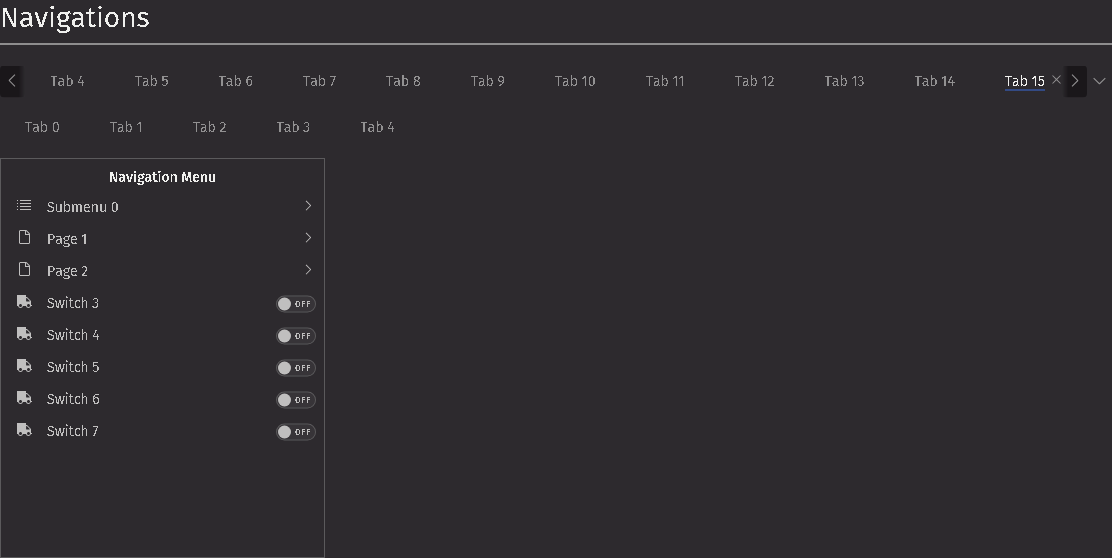 Navigations
Tab 4 Tab 5 Tab 6 Tab 7 Tab 8 Tab 9 Tab 10 Tab 11 Tab 12 Tab 13 Tab 14 Tab 15
Tab 0 Tab 1 Tab 2 Tab 3 Tab 4
Navigation Menu
Submenu 0
Page 1
Page 2
Switch 3 OFF
Switch 4 OFF
Switch 5 OFF
Switch 6 OFF
Switch 7 OFF